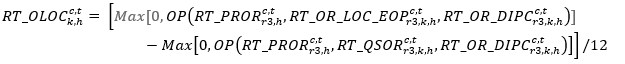 RT_OLOC^{c,t}_{k,h} = [Max[0, OP(RT_PROR^{c,t}_{r3,h}, RT_OR_LOC_EOP^{c,t}_{r3,k,h}, RT_OR_DIPC^{c,t}_{r3,k,h})]
− Max[0, OP(RT_PROR^{c,t}_{r3,h}, RT_QSOR^{c,t}_{r3,k,h}, RT_OR_DIPC^{c,t}_{r3,k,h})]] /12